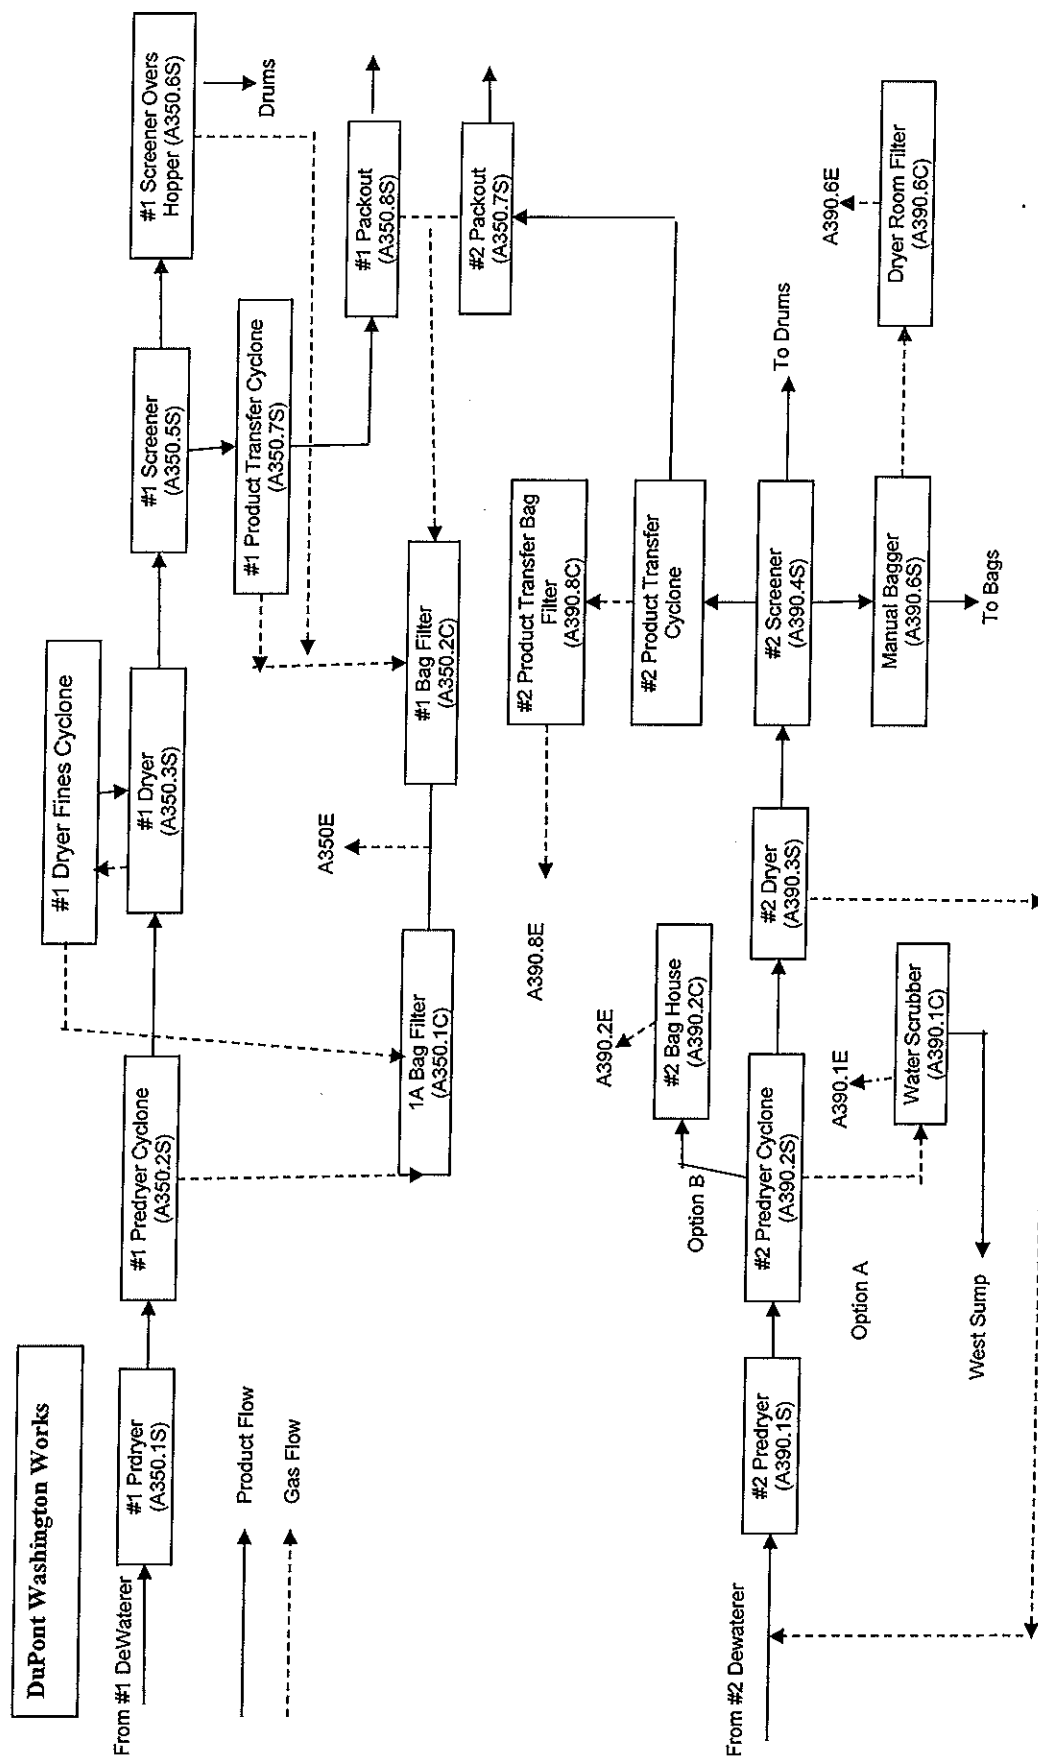 DuPont Washington Works
From #1 DeWaterer
#1 Prdryer
(A350.1S)
#1 Predryer Cyclone
(A350.2S)
#1 Dryer Fines Cyclone
#1 Dryer
(A350.3S)
#1 Screener
(A350.5S)
#1 Screener Overs
Hopper (A350.6S)
Drums
#1 Product Transfer Cyclone
(A350.7S)
#1 Packout
(A350.8S)
#2 Packout
(A350.7S)
Product Flow
Gas Flow
1A Bag Filter
(A350.1C)
A350E
#1 Bag Filter
(A350.2C)
A390.8E
#2 Product Transfer Bag
Filter
(A390.8C)
#2 Product Transfer
Cyclone
From #2 Dewaterer
#2 Predryer
(A390.1S)
Option B
#2 Predryer Cyclone
(A390.2S)
Option A
A390.2E
#2 Bag House
(A390.2C)
#2 Dryer
(A390.3S)
#2 Screener
(A390.4S)
To Drums
A390.1E
Water Scrubber
(A390.1C)
West Sump
Manual Bagger
(A390.6S)
To Bags
A390.6E
Dryer Room Filter
(A390.6C)